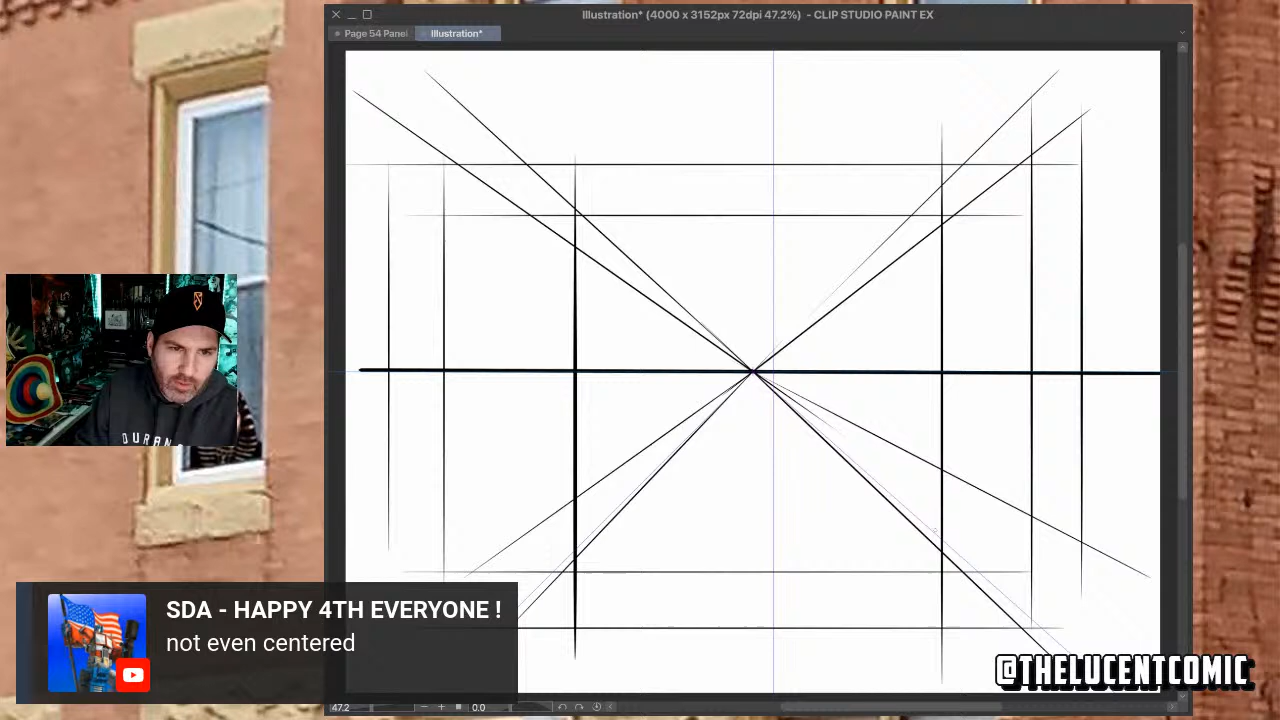 Illustration* (4000 x 3152px 72dpi 47.2%) - CLIP STUDIO PAINT EX
Page 54 Panel
Illustration*
SDA - HAPPY 4TH EVERYONE !
not even centered
@THELUCENTCOMIC
47.2
0.0